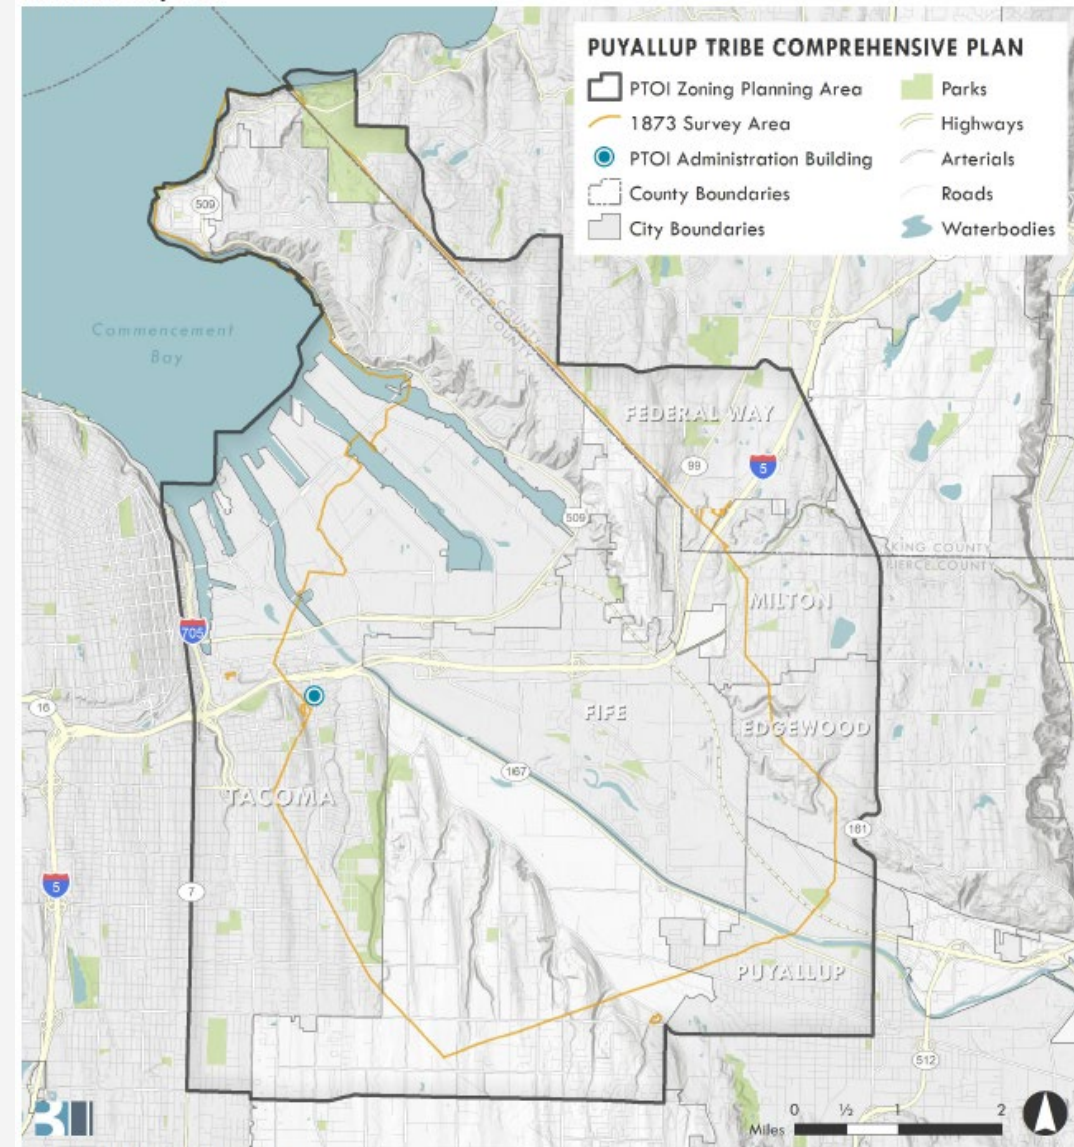 PUYALLUP TRIBE COMPREHENSIVE PLAN
PTOI Zoning Planning Area
1873 Survey Area
PTOI Administration Building
County Boundaries
City Boundaries
Parks
Highways
Arterials
Roads
Waterbodies
509
Commencement
Bay
KING COUNTY
PIERCE COUNTY
FEDERAL WAY
99
5
509
KING COUNTY
PIERCE COUNTY
MILTON
705
16
FIFE
EDGEWOOD
167
TACOMA
161
5
7
PUYALLUP
512
0 ½ 1 2
Miles